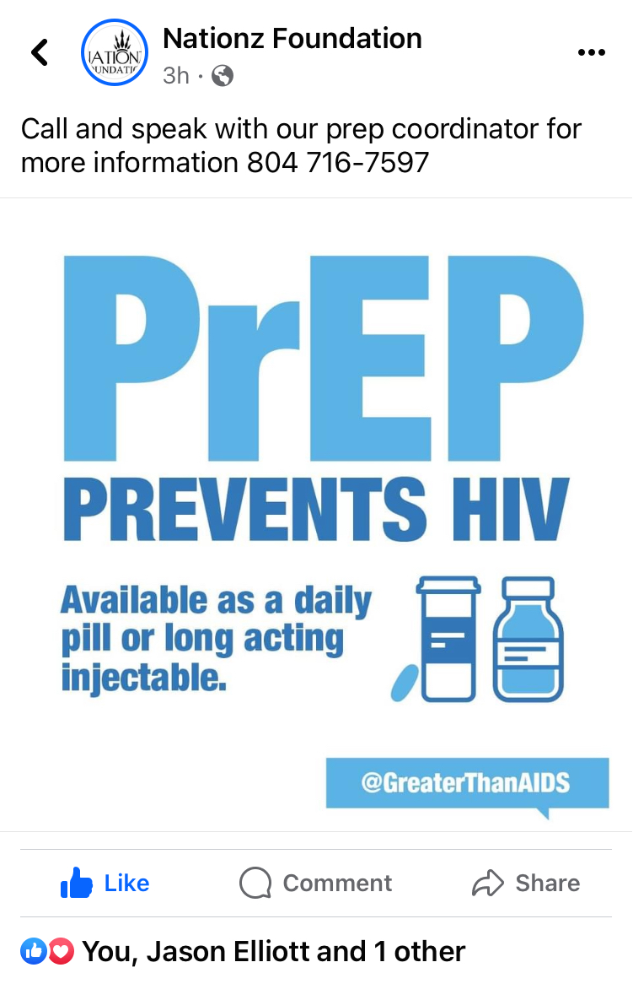 Nationz Foundation
ATION
UNDATI
3h ·
Call and speak with our prep coordinator for
more information 804 716-7597
PrEP
PREVENTS HIV
Available as a daily
pill or long acting
injectable.
@GreaterThanAIDS
Like
Comment
Share
You, Jason Elliott and 1 other